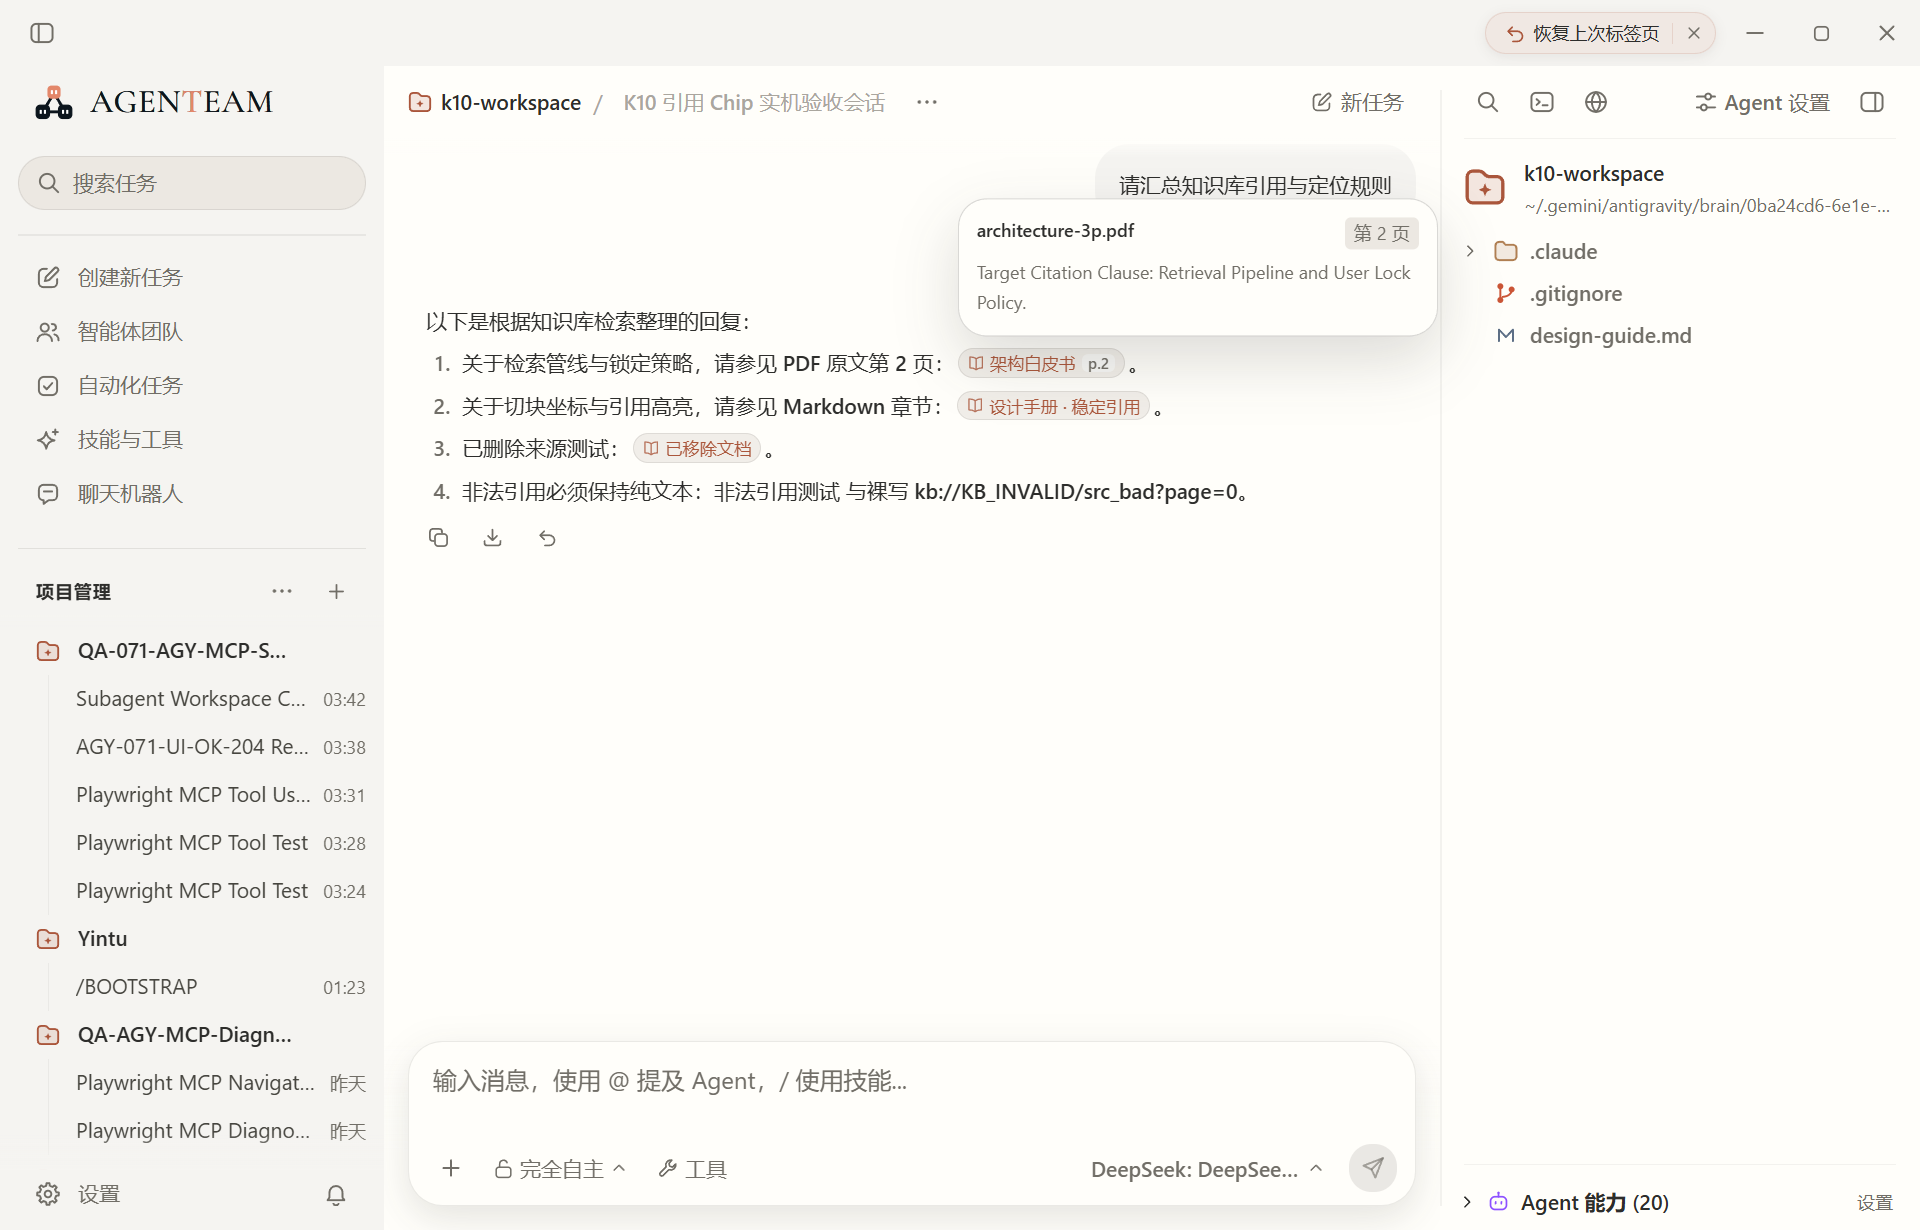 恢复上次标签页
AGENTEAM
搜索任务
创建新任务
智能体团队
自动化任务
技能与工具
聊天机器人
项目管理
QA-071-AGY-MCP-S...
Subagent Workspace C... 03:42
AGY-071-UI-OK-204 Re... 03:38
Playwright MCP Tool Us... 03:31
Playwright MCP Tool Test 03:28
Playwright MCP Tool Test 03:24
Yintu
/BOOTSTRAP 01:23
QA-AGY-MCP-Diagn...
Playwright MCP Navigat... 昨天
Playwright MCP Diagno... 昨天
设置
k10-workspace / K10 引用 Chip 实机验收会话
新任务
请汇总知识库引用与定位规则
architecture-3p.pdf 第 2 页
Target Citation Clause: Retrieval Pipeline and User Lock
Policy.
以下是根据知识库检索整理的回复：
1. 关于检索管线与锁定策略，请参见 PDF 原文第 2 页： 架构白皮书 p.2 。
2. 关于切块坐标与引用高亮，请参见 Markdown 章节： 设计手册 · 稳定引用 。
3. 已删除来源测试： 已移除文档 。
4. 非法引用必须保持纯文本：非法引用测试 与裸写 kb://KB_INVALID/src_bad?page=0。
输入消息，使用 @ 提及 Agent，/ 使用技能...
完全自主
工具
DeepSeek: DeepSee...
Agent 设置
k10-workspace
~/.gemini/antigravity/brain/0ba24cd6-6e1e-...
.claude
.gitignore
design-guide.md
Agent 能力 (20)
设置